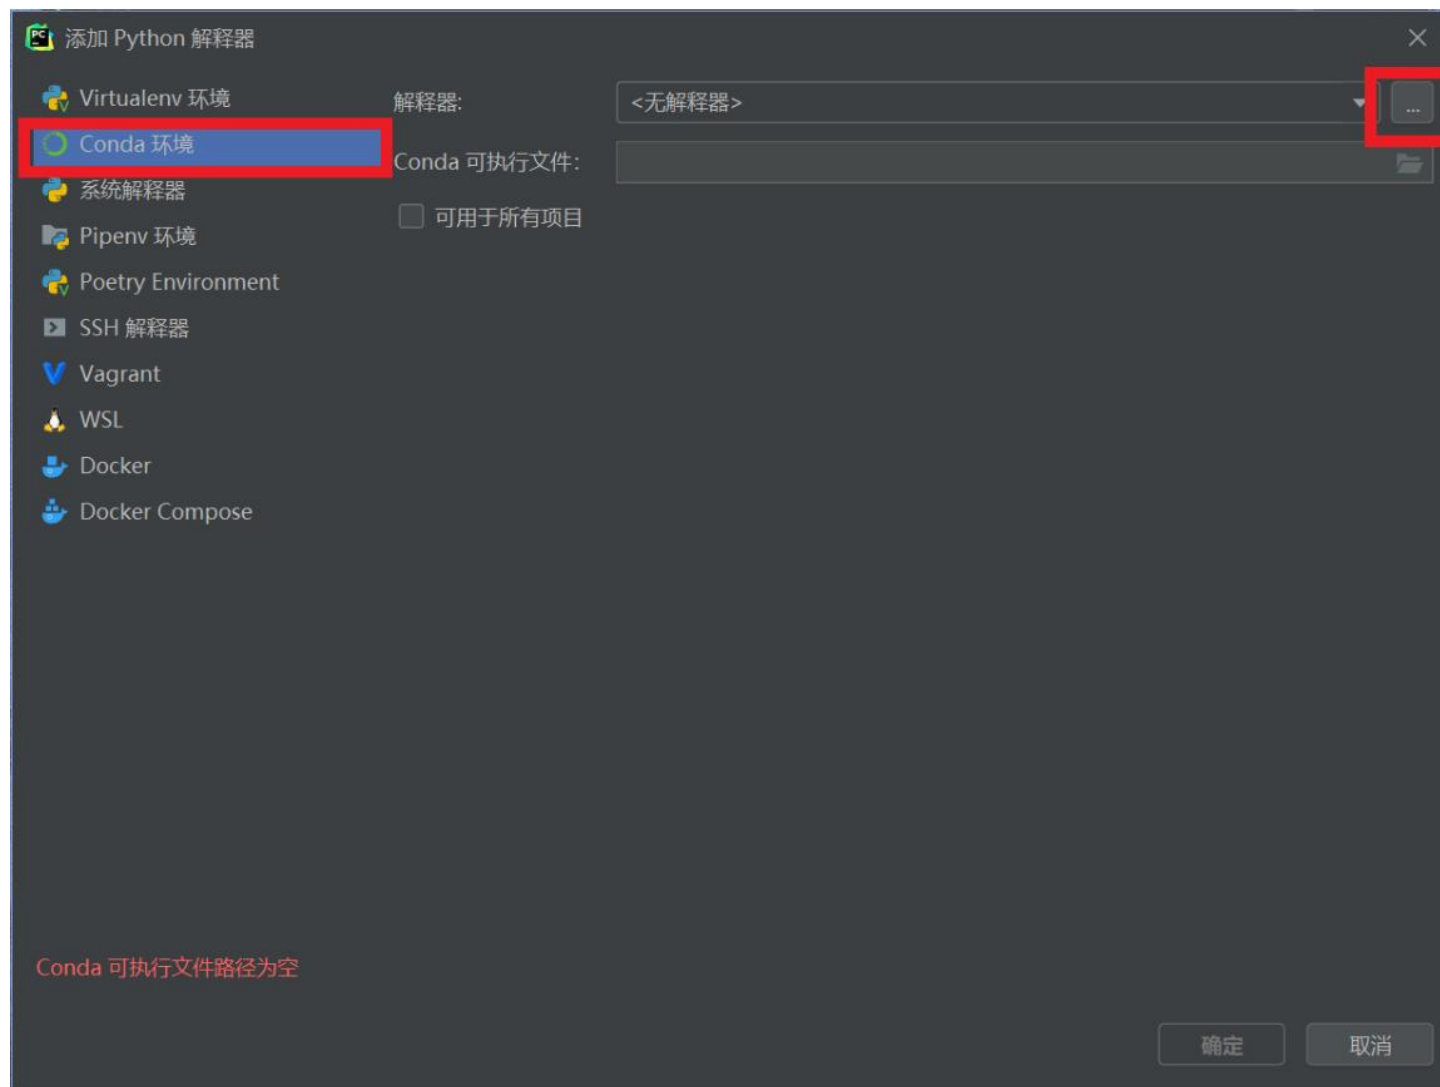 添加 Python 解释器
Virtualenv 环境
Conda 环境
系统解释器
Pipenv 环境
Poetry Environment
SSH 解释器
Vagrant
WSL
Docker
Docker Compose
解释器:
<无解释器>
...
Conda 可执行文件:
可用于所有项目
Conda 可执行文件路径为空
确定
取消